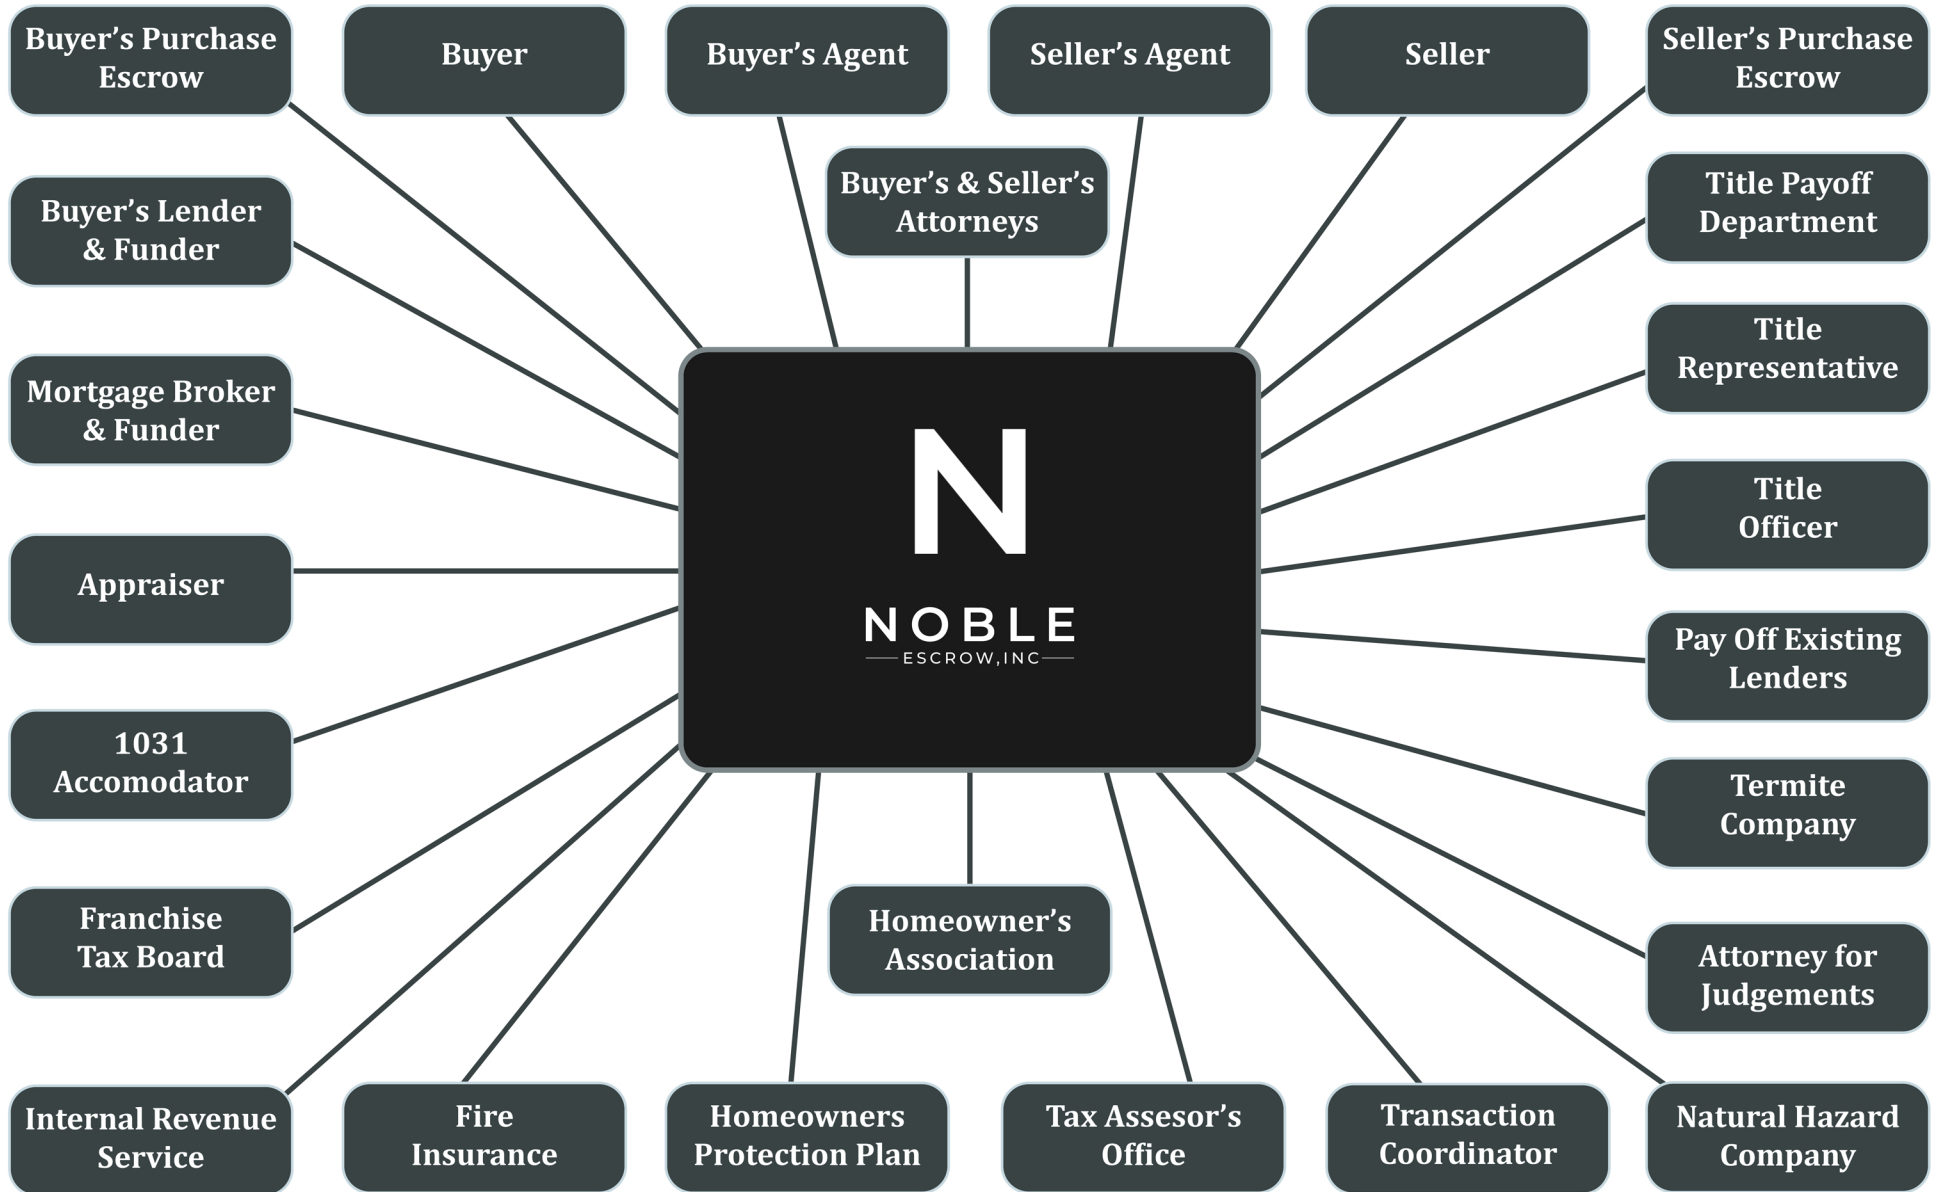 Buyer’s Purchase
Escrow
Buyer
Buyer’s Agent
Seller’s Agent
Seller
Seller’s Purchase
Escrow
Buyer’s & Seller’s
Attorneys
Buyer’s Lender
& Funder
Title Payoff
Department
Mortgage Broker
& Funder
Title
Representative
Appraiser
Title
Officer
N
NOBLE
ESCROW,INC
1031
Accomodator
Pay Off Existing
Lenders
Termite
Company
Franchise
Tax Board
Homeowner’s
Association
Attorney for
Judgements
Internal Revenue
Service
Fire
Insurance
Homeowners
Protection Plan
Tax Assesor’s
Office
Transaction
Coordinator
Natural Hazard
Company